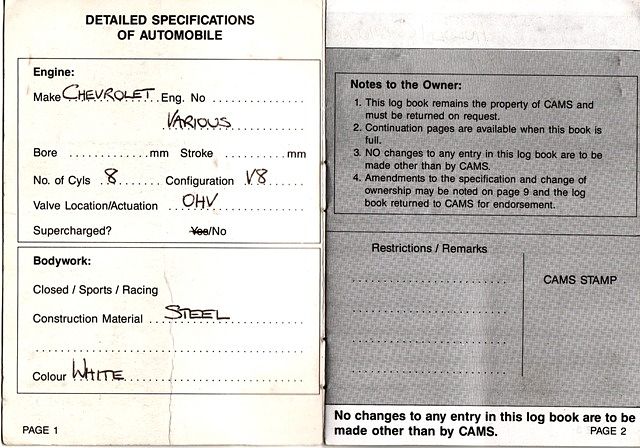 DETAILED SPECIFICATIONS
OF AUTOMOBILE
Engine:
Make CHEVROLET Eng. No ....................
VARIOUS
Bore .................. mm Stroke .................. mm
No. of Cyls 8 Configuration V8
Valve Location/Actuation OHV
Supercharged? Yes/No
Bodywork:
Closed / Sports / Racing
Construction Material STEEL
Colour WHITE
PAGE 1
Notes to the Owner:
1. This log book remains the property of CAMS and
must be returned on request.
2. Continuation pages are available when this book is
full.
3. NO changes to any entry in this log book are to be
made other than by CAMS.
4. Amendments to the specification and change of
ownership may be noted on page 9 and the log
book returned to CAMS for endorsement.
Restrictions / Remarks
CAMS STAMP
No changes to any entry in this log book are to be
made other than by CAMS.
PAGE 2